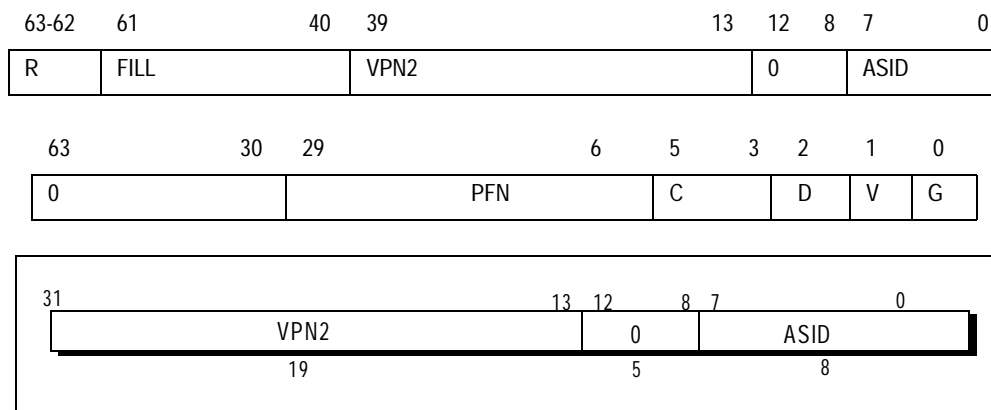 63-62 61 40 39 13 12 8 7 0
R FILL VPN2 0 ASID
63 30 29 6 5 3 2 1 0
0 PFN C D V G
31 13 12 8 7 0
VPN2 0 ASID
19 5 8